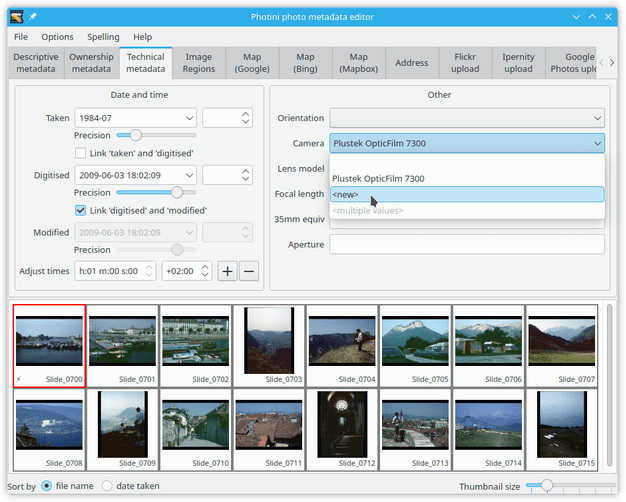 Photini photo metadata editor
File Options Spelling Help
Descriptive metadata
Ownership metadata
Technical metadata
Image Regions
Map (Google)
Map (Bing)
Map (Mapbox)
Address
Flickr upload
Ipernity upload
Google Photos uplo
Date and time
Taken 1984-07
Precision
Link 'taken' and 'digitised'
Digitised 2009-06-03 18:02:09
Precision
Link 'digitised' and 'modified'
Modified 2009-06-03 18:02:09
Precision
Adjust times h:01 m:00 s:00 +02:00
Other
Orientation
Camera Plustek OpticFilm 7300
Lens model
Plustek OpticFilm 7300
Focal length
<new>
<multiple values>
35mm equiv
Aperture
Slide_0700 Slide_0701 Slide_0702 Slide_0703 Slide_0704 Slide_0705 Slide_0706 Slide_0707
Slide_0708 Slide_0709 Slide_0710 Slide_0711 Slide_0712 Slide_0713 Slide_0714 Slide_0715
Sort by file name date taken Thumbnail size